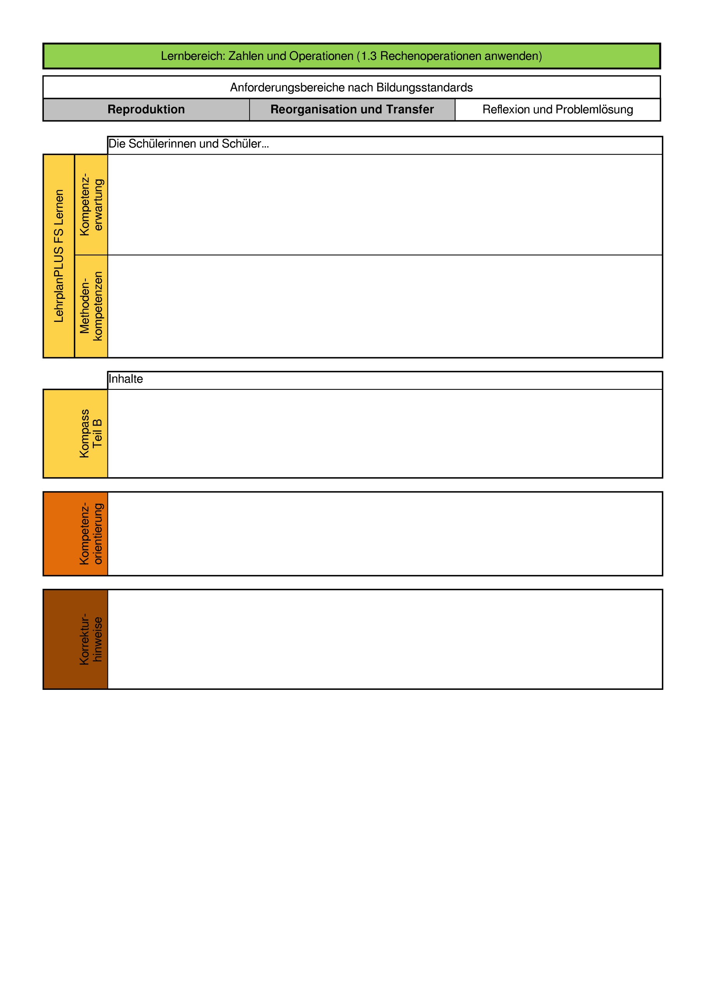 Lernbereich: Zahlen und Operationen (1.3 Rechenoperationen anwenden)
Anforderungsbereiche nach Bildungsstandards
Reproduktion
Reorganisation und Transfer
Reflexion und Problemlösung
Die Schülerinnen und Schüler...
LehrplanPLUS FS Lernen
Kompetenz-
erwartung
Methoden-
kompetenzen
Inhalte
Kompass
Teil B
Kompetenz-
orientierung
Korrektur-
hinweise